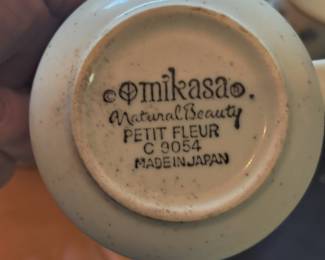 © mikasa.
Natural Beauty
PETIT FLEUR
C 9054
MADE IN JAPAN